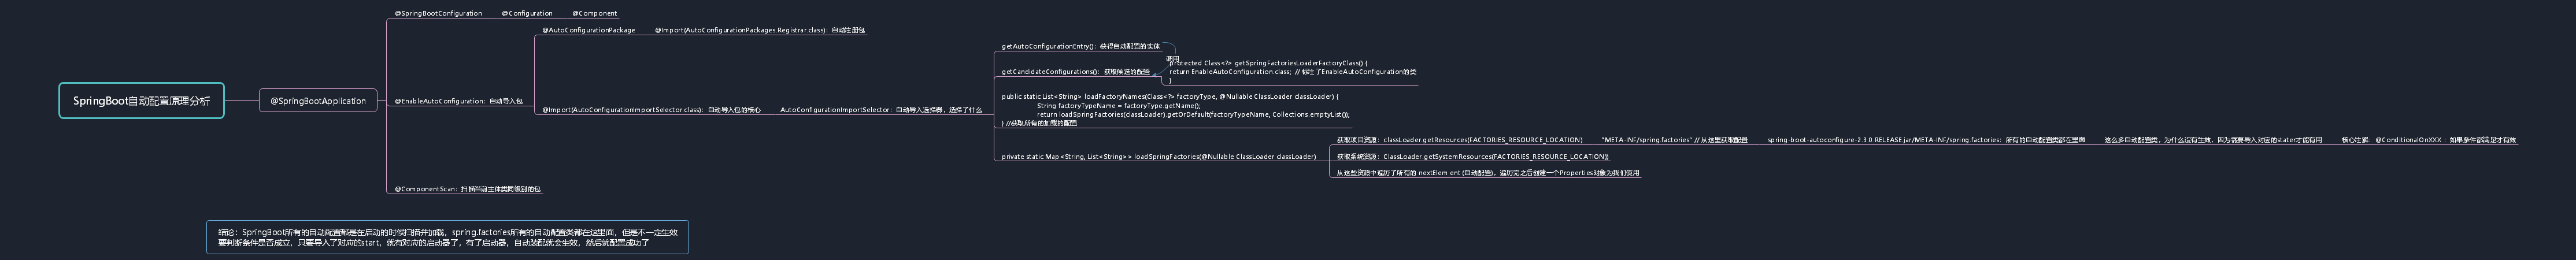 SpringBoot自动配置原理分析
@SpringBootApplication
@SpringBootConfiguration
@Configuration
@Component
@EnableAutoConfiguration：自动导入包
@AutoConfigurationPackage
@Import(AutoConfigurationPackages.Registrar.class)：自动注册包
@Import(AutoConfigurationImportSelector.class)：自动导入包的核心
AutoConfigurationImportSelector：自动导入选择器，选择了什么
getAutoConfigurationEntry()：获得自动配置的实体
调用
getCandidateConfigurations()：获取候选的配置
protected Class<?> getSpringFactoriesLoaderFactoryClass() {
return EnableAutoConfiguration.class; // 标注了EnableAutoConfiguration的类
}
public static List<String> loadFactoryNames(Class<?> factoryType, @Nullable ClassLoader classLoader) {
String factoryTypeName = factoryType.getName();
return loadSpringFactories(classLoader).getOrDefault(factoryTypeName, Collections.emptyList());
} //获取所有的加载的配置
private static Map<String, List<String>> loadSpringFactories(@Nullable ClassLoader classLoader)
获取项目资源：classLoader.getResources(FACTORIES_RESOURCE_LOCATION)
"META-INF/spring.factories" // 从这里获取配置
spring-boot-autoconfigure-2.3.0.RELEASE.jar/META-INF/spring.factories：所有的自动配置类都在里面
这么多自动配置类，为什么没有生效，因为需要导入对应的stater才能有用
核心注解：@ConditionalOnXXX ：如果条件都满足才有效
获取系统资源：ClassLoader.getSystemResources(FACTORIES_RESOURCE_LOCATION))
从这些资源中遍历了所有的 nextElem ent (自动配置)，遍历完之后创建一个Properties对象为我们使用
@ComponentScan：扫描当前主体类同级别的包
结论：SpringBoot所有的自动配置都是在启动的时候扫描并加载，spring.factories所有的自动配置类都在这里面，但是不一定生效
要判断条件是否成立，只要导入了对应的start，就有对应的启动器了，有了启动器，自动装配就会生效，然后就配置成功了